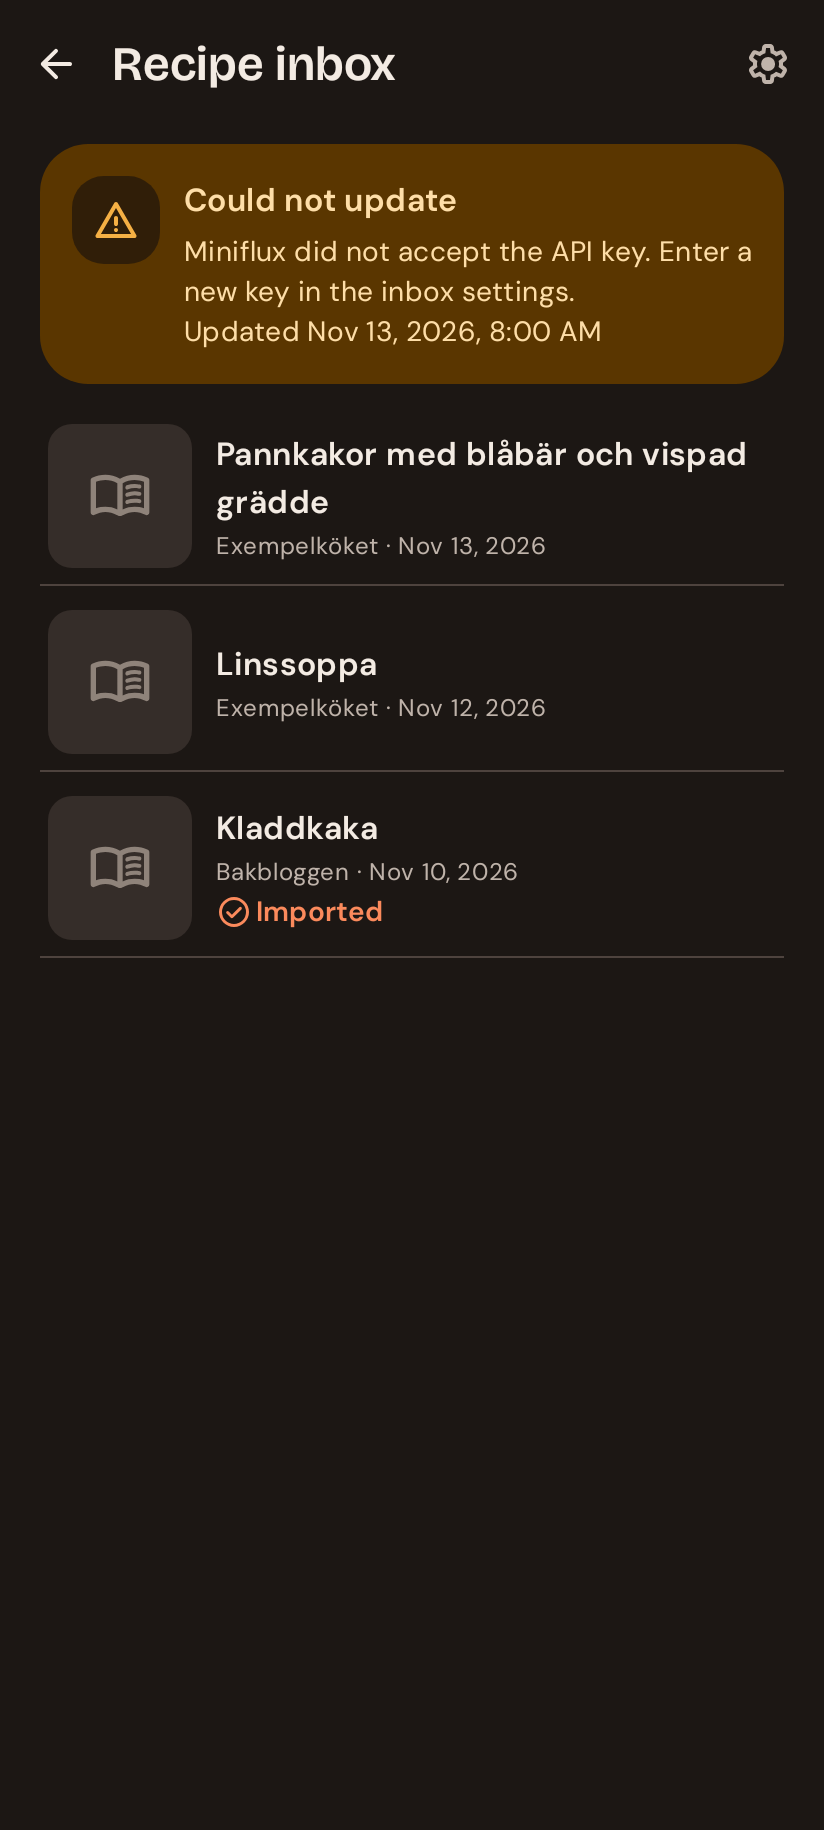 Recipe inbox
Could not update
Miniflux did not accept the API key. Enter a
new key in the inbox settings.
Updated Nov 13, 2026, 8:00 AM
Pannkakor med blåbär och vispad
grädde
Exempelköket · Nov 13, 2026
Linssoppa
Exempelköket · Nov 12, 2026
Kladdkaka
Bakbloggen · Nov 10, 2026
Imported